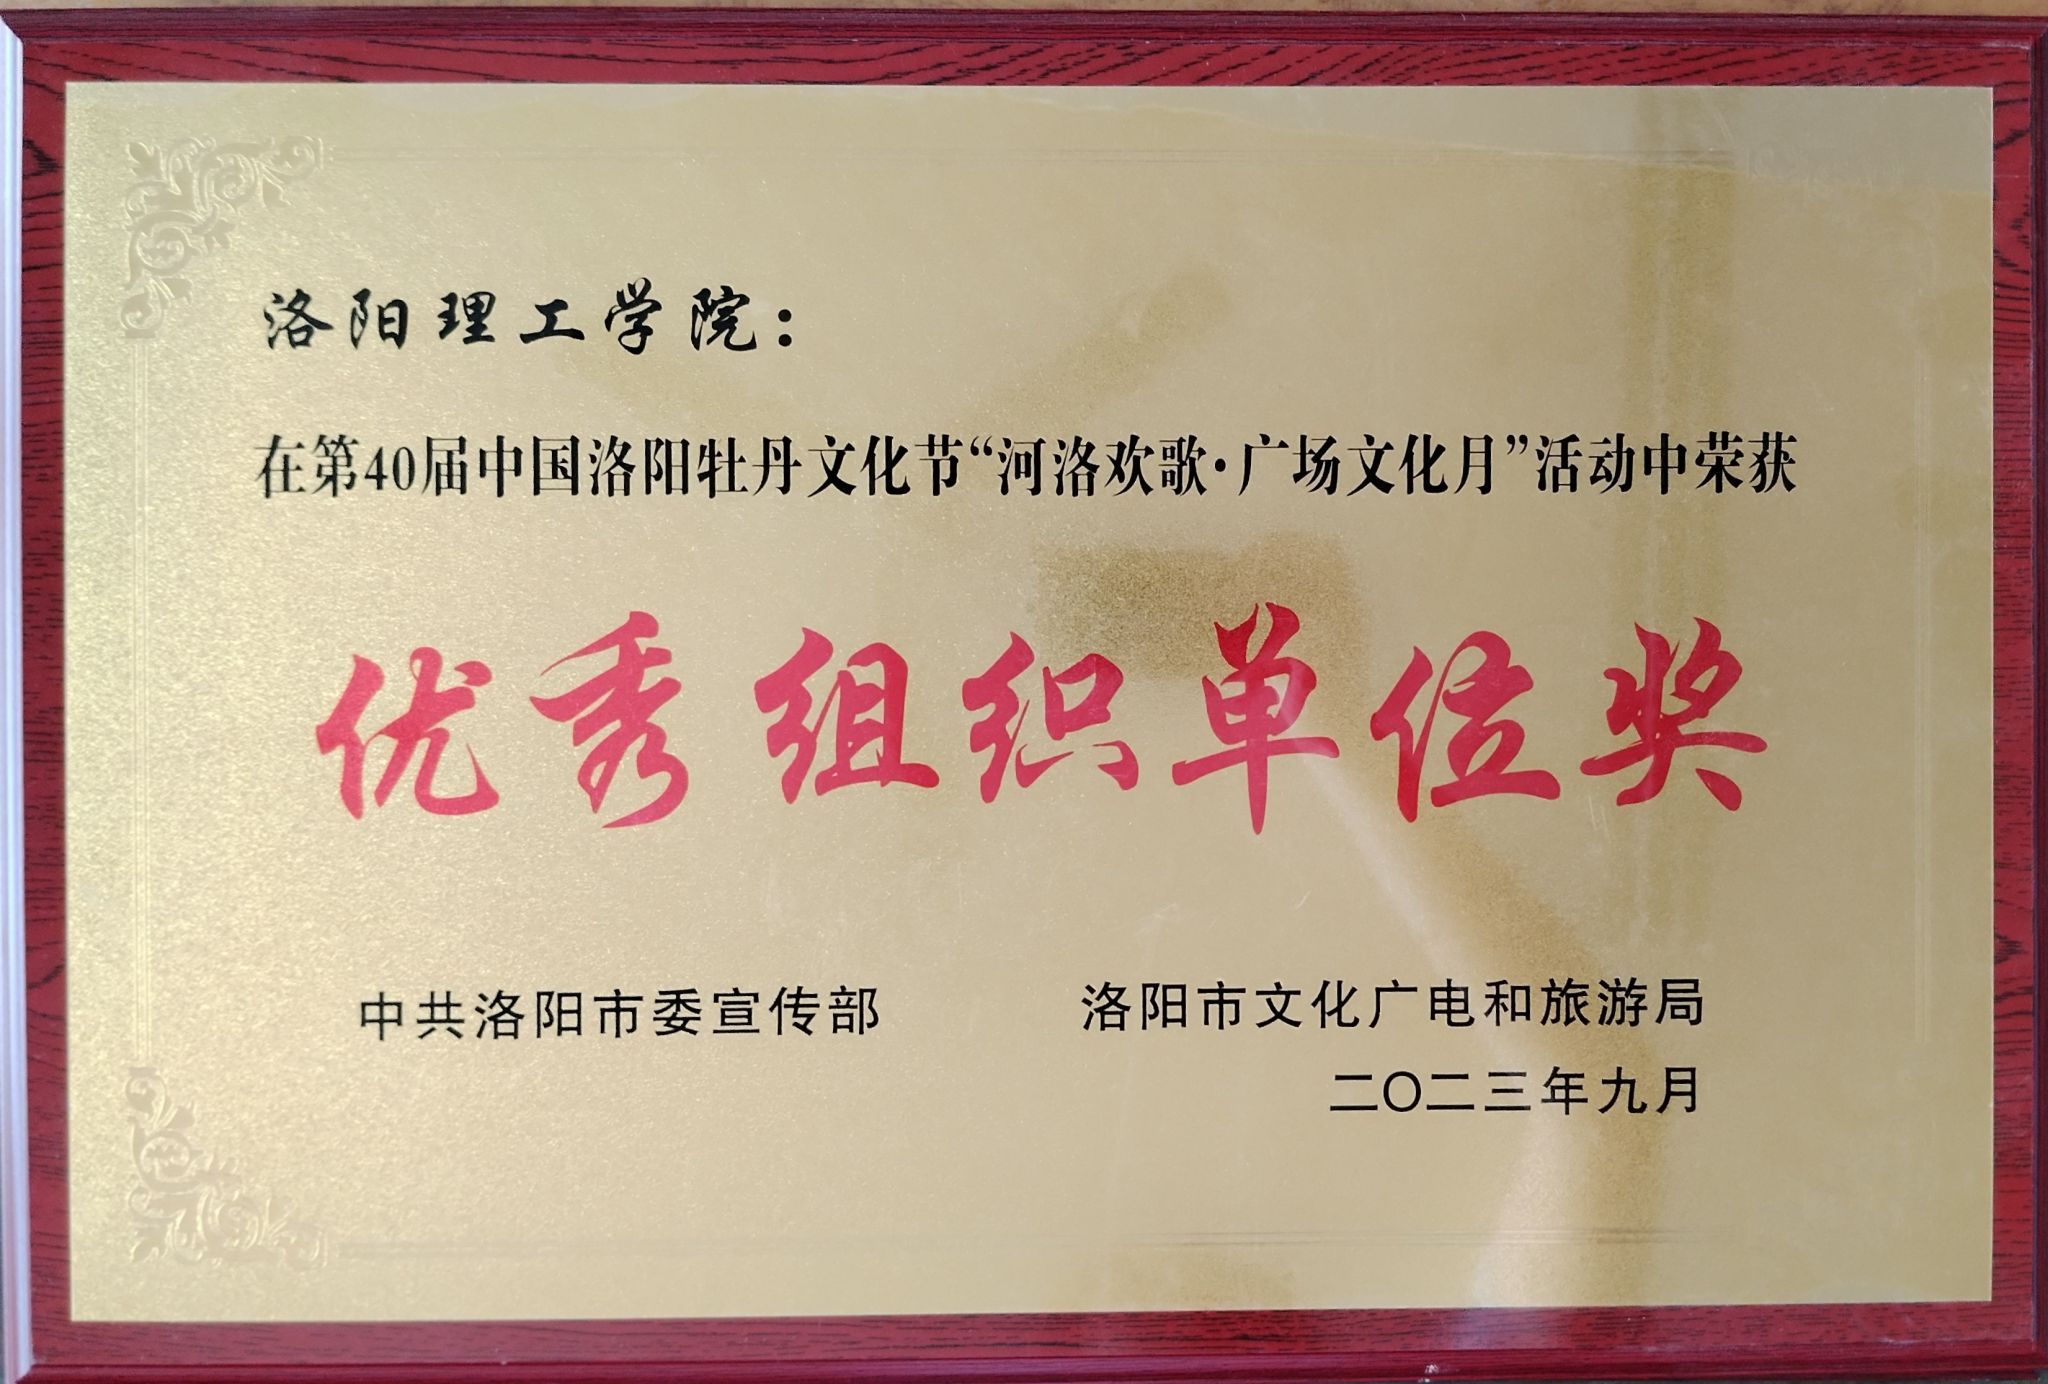 洛阳理工学院：
在第40届中国洛阳牡丹文化节“河洛欢歌·广场文化月”活动中荣获
优秀组织单位奖
中共洛阳市委宣传部 洛阳市文化广电和旅游局
二〇二三年九月